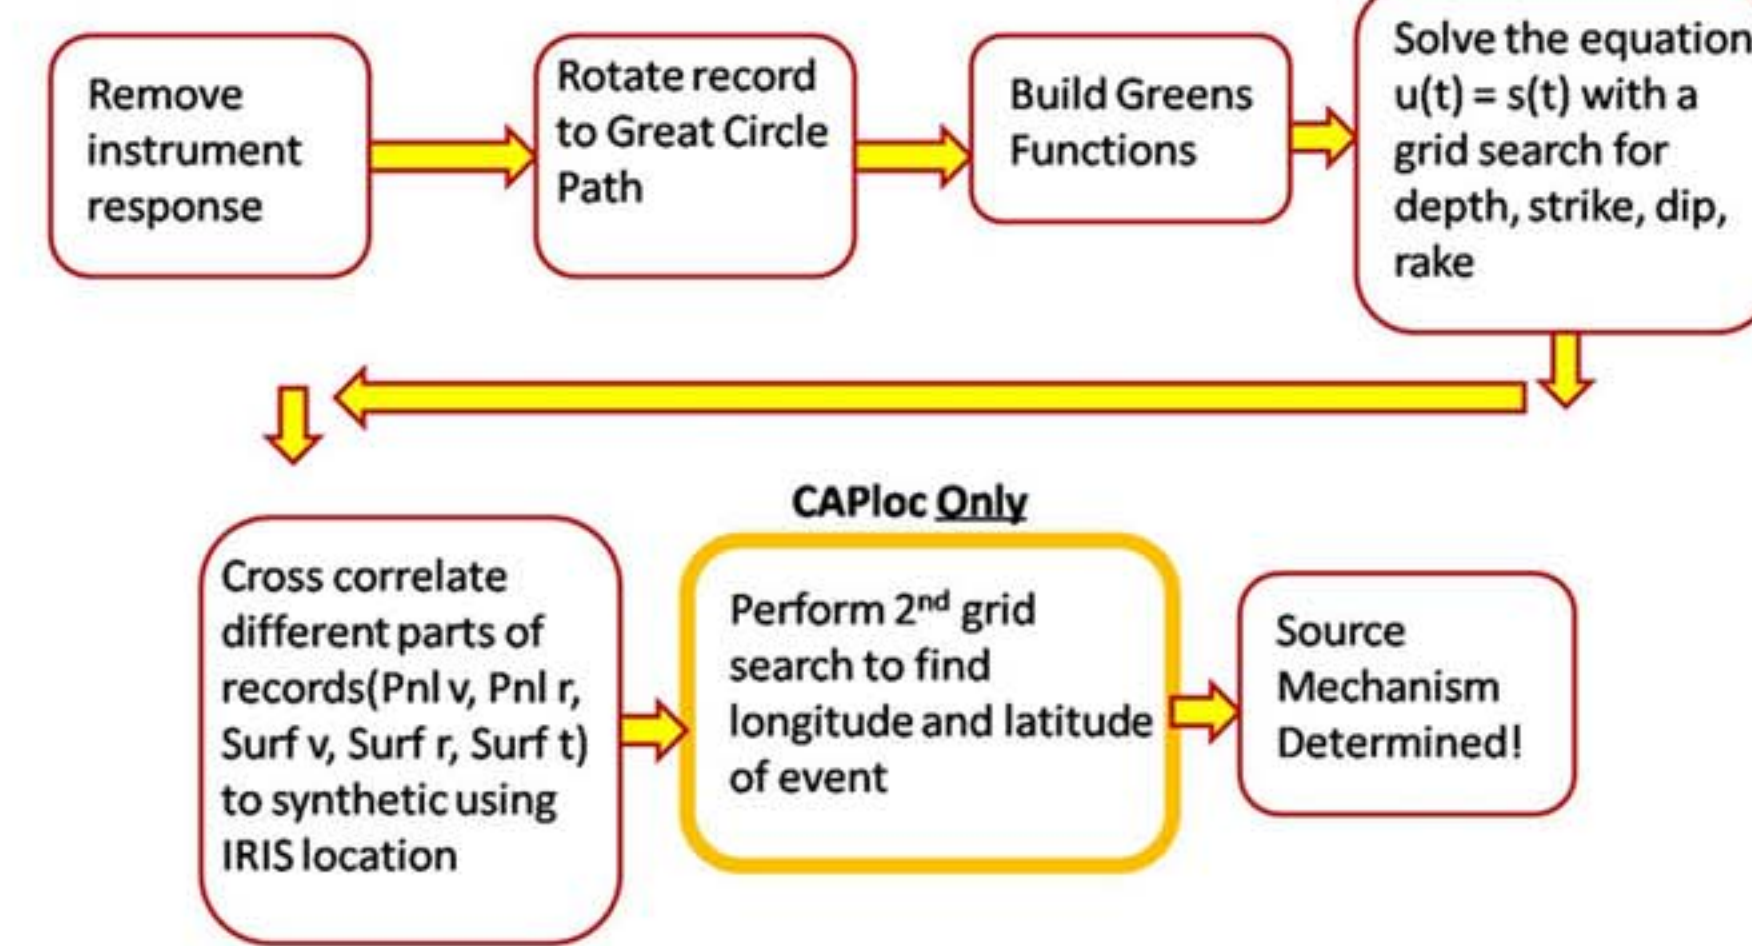 Remove
instrument
response
Rotate record
to Great Circle
Path
Build Greens
Functions
Solve the equation
u(t) = s(t) with a
grid search for
depth, strike, dip,
rake
Cross correlate
different parts of
records(Pnl v, Pnl r,
Surf v, Surf r, Surf t)
to synthetic using
IRIS location
CAPloc Only
Perform 2nd grid
search to find
longitude and latitude
of event
Source
Mechanism
Determined!